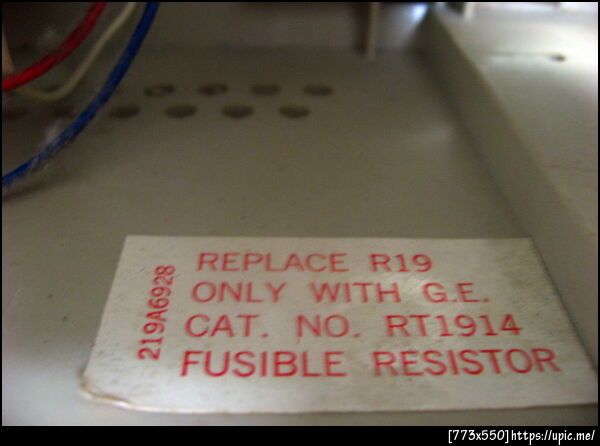 219A6928
REPLACE R19
ONLY WITH G.E.
CAT. NO. RT1914
FUSIBLE RESISTOR
[773x550]https://upic.me/